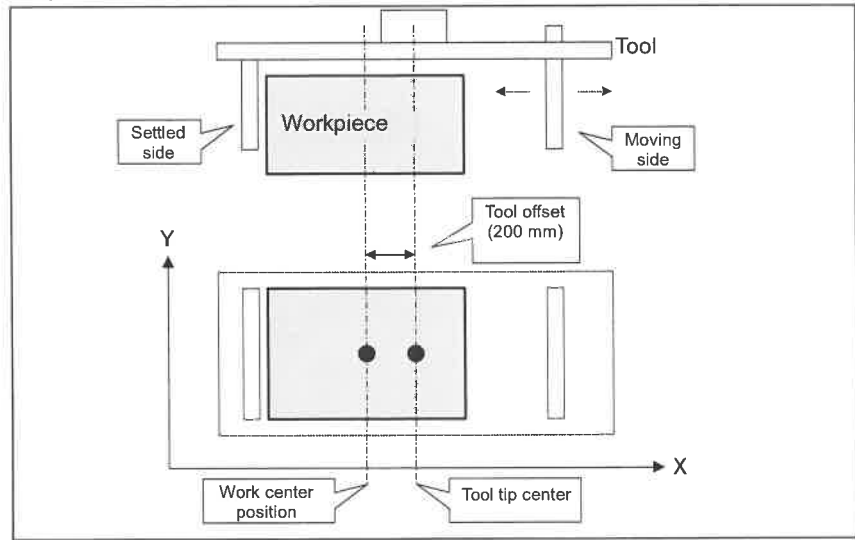 Tool
Workpiece
Settled
side
Moving
side
Tool offset
(200 mm)
Y
X
Work center
position
Tool tip center